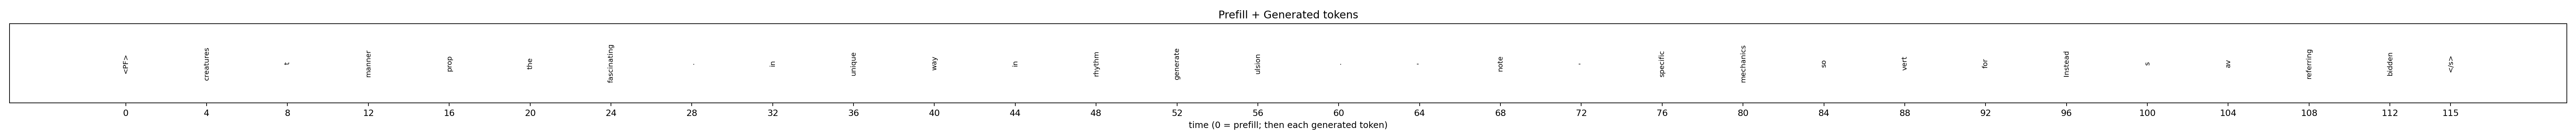 Prefill + Generated tokens
<PF> creatures t manner prop the fascinating . in unique way in rhythm generate ulsion . - note - specific mechanics so vert for Instead s av referring bidden </s>
0 4 8 12 16 20 24 28 32 36 40 44 48 52 56 60 64 68 72 76 80 84 88 92 96 100 104 108 112 115
time (0 = prefill; then each generated token)